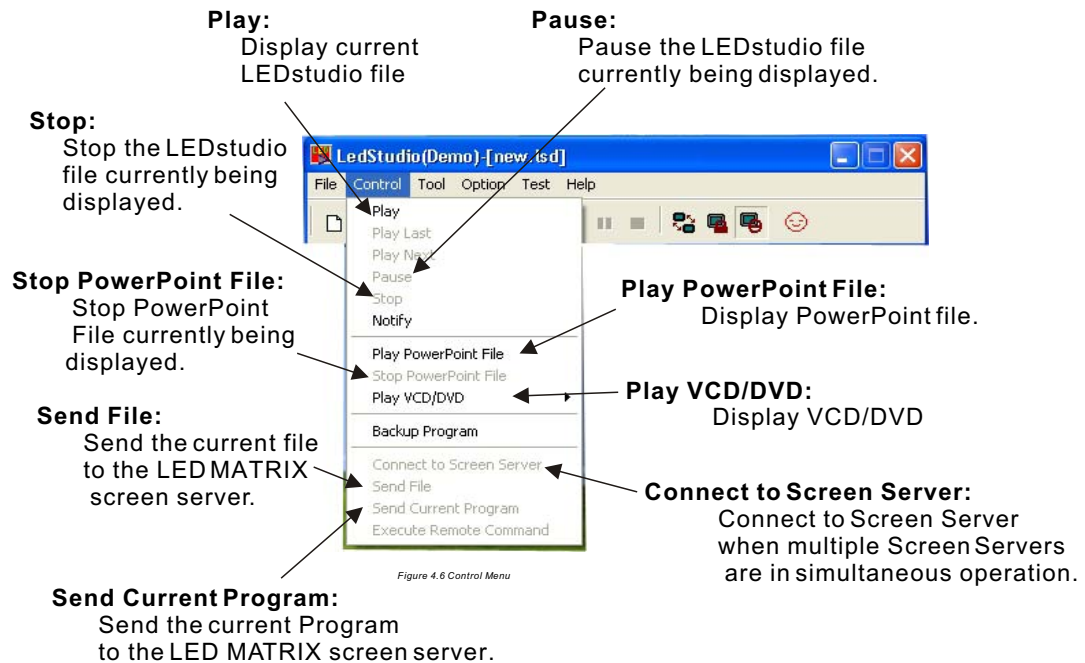 Play:
Display current
LEDstudio file
Pause:
Pause the LEDstudio file
currently being displayed.
Stop:
Stop the LEDstudio
file currently being
displayed.
LedStudio(Demo)-[new.lsd]
File Control Tool Option Test Help
Play
Play Last
Play Next
Pause
Stop
Notify
Play PowerPoint File
Stop PowerPoint File
Play VCD/DVD
Backup Program
Connect to Screen Server
Send File
Send Current Program
Execute Remote Command
Stop PowerPoint File:
Stop PowerPoint
File currently being
displayed.
Play PowerPoint File:
Display PowerPoint file.
Play VCD/DVD:
Display VCD/DVD
Send File:
Send the current file
to the LED MATRIX
screen server.
Connect to Screen Server:
Connect to Screen Server
when multiple Screen Servers
are in simultaneous operation.
Figure 4.6 Control Menu
Send Current Program:
Send the current Program
to the LED MATRIX screen server.